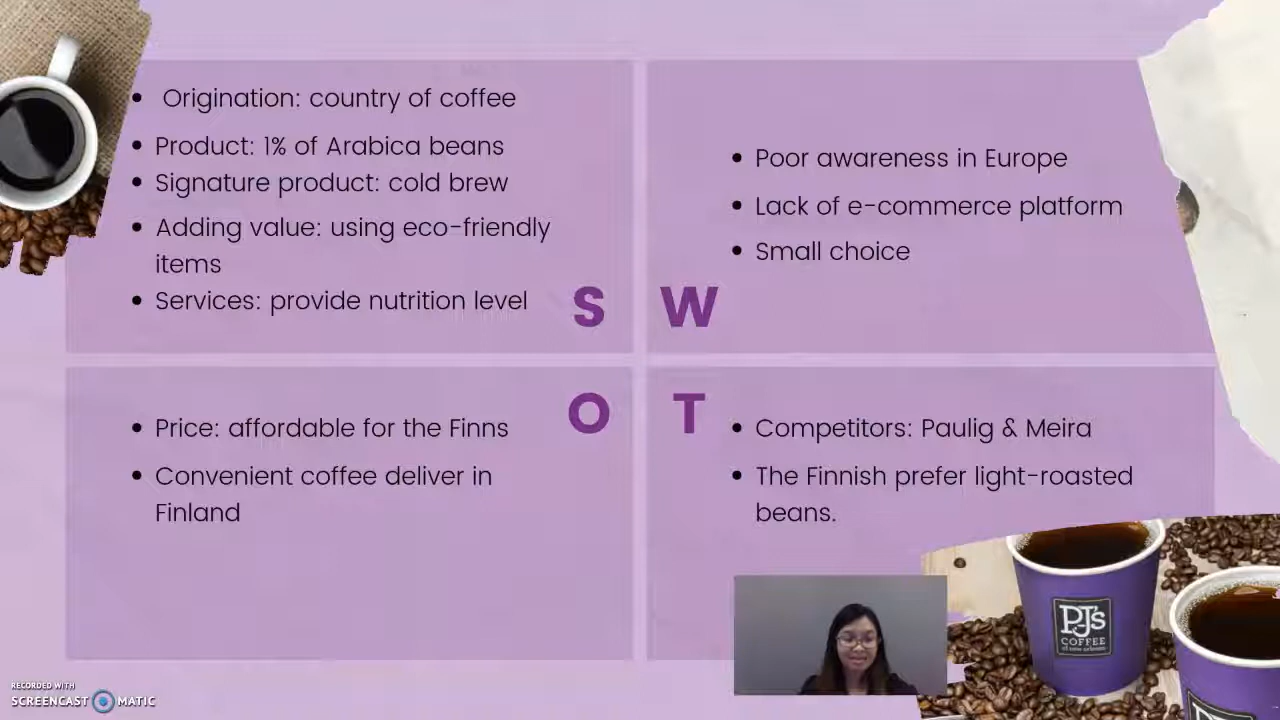 • Origination: country of coffee
• Product: 1% of Arabica beans
• Signature product: cold brew
• Adding value: using eco-friendly
items
• Services: provide nutrition level
S
• Poor awareness in Europe
• Lack of e-commerce platform
• Small choice
W
O
• Price: affordable for the Finns
• Convenient coffee deliver in
Finland
T
• Competitors: Paulig & Meira
• The Finnish prefer light-roasted
beans.
PJ's
COFFEE
of new orleans
RECORDED WITH
SCREENCAST MATIC